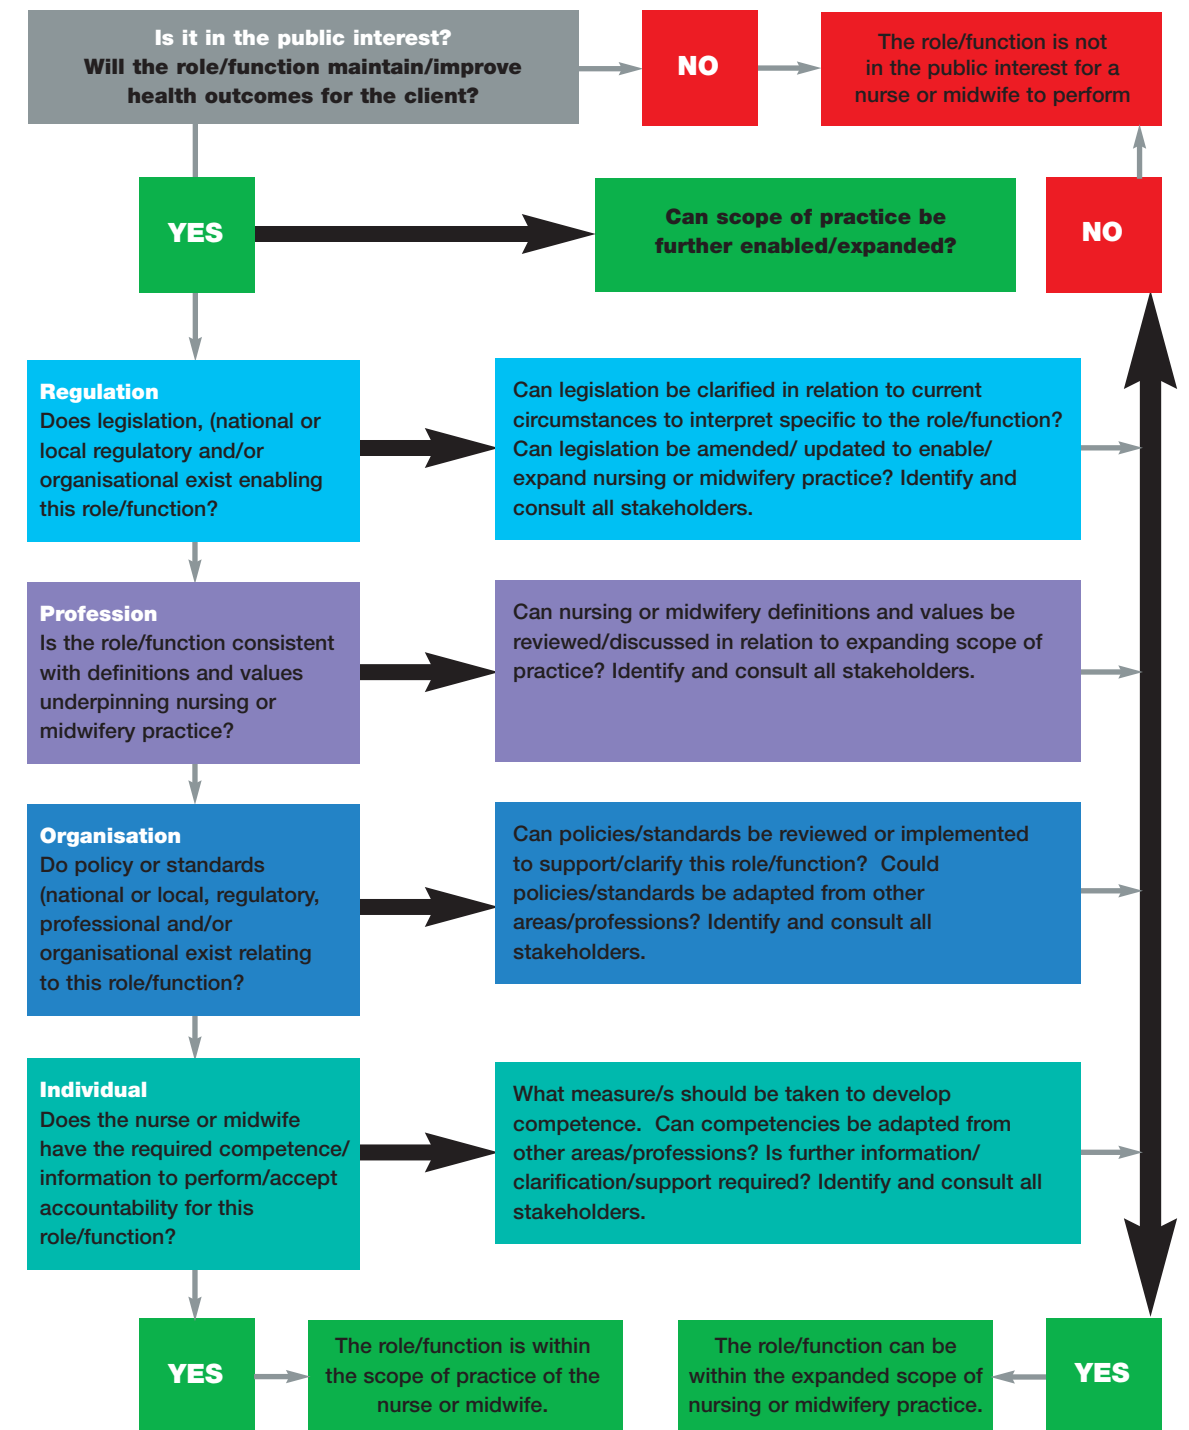 Is it in the public interest?
Will the role/function maintain/improve
health outcomes for the client?
NO
The role/function is not
in the public interest for a
nurse or midwife to perform
YES
Can scope of practice be
further enabled/expanded?
NO
Regulation
Does legislation, (national or
local regulatory and/or
organisational exist enabling
this role/function?
Can legislation be clarified in relation to current
circumstances to interpret specific to the role/function?
Can legislation be amended/ updated to enable/
expand nursing or midwifery practice? Identify and
consult all stakeholders.
Profession
Is the role/function consistent
with definitions and values
underpinning nursing or
midwifery practice?
Can nursing or midwifery definitions and values be
reviewed/discussed in relation to expanding scope of
practice? Identify and consult all stakeholders.
Organisation
Do policy or standards
(national or local, regulatory,
professional and/or
organisational exist relating
to this role/function?
Can policies/standards be reviewed or implemented
to support/clarify this role/function?  Could
policies/standards be adapted from other
areas/professions? Identify and consult all
stakeholders.
Individual
Does the nurse or midwife
have the required competence/
information to perform/accept
accountability for this
role/function?
What measure/s should be taken to develop
competence.  Can competencies be adapted from
other areas/professions? Is further information/
clarification/support required? Identify and consult all
stakeholders.
YES
The role/function is within
the scope of practice of the
nurse or midwife.
The role/function can be
within the expanded scope of
nursing or midwifery practice.
YES